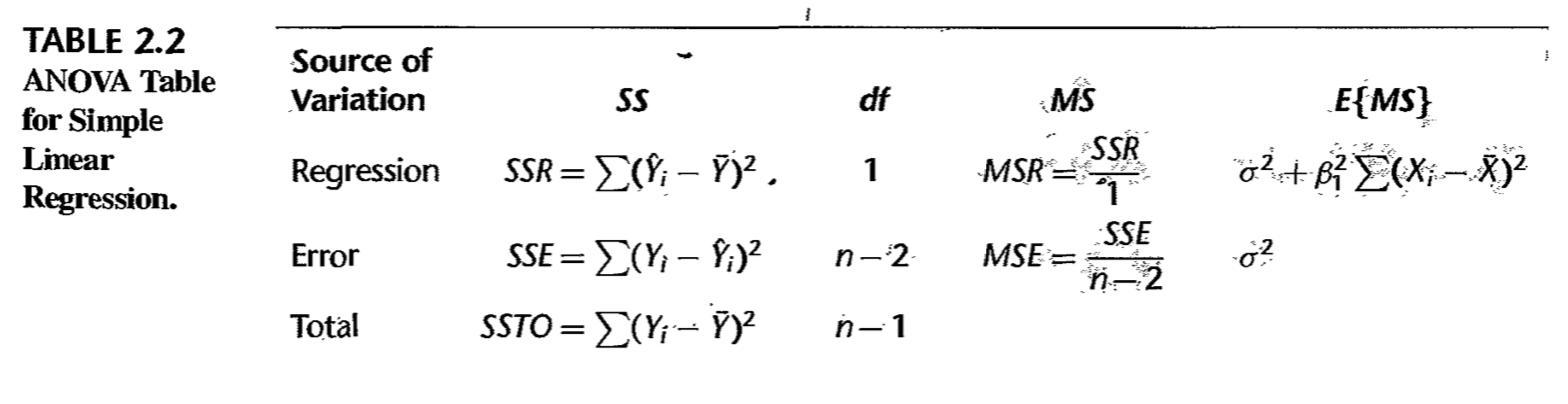 TABLE 2.2
ANOVA Table
for Simple
Linear
Regression.
Source of
Variation SS df MS E{MS}
Regression SSR = ∑(Ŷᵢ − Ȳ)² 1 MSR = SSR/1 σ² + β₁² ∑(Xᵢ − X̄)²
Error SSE = ∑(Yᵢ − Ŷᵢ)² n − 2 MSE = SSE/n − 2 σ²
Total SSTO = ∑(Yᵢ − Ȳ)² n − 1